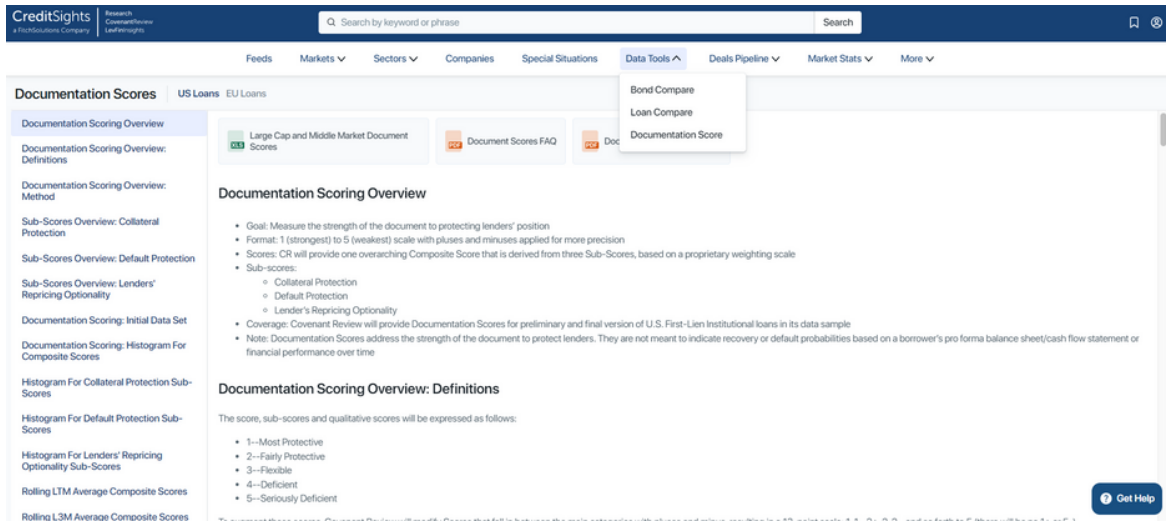 CreditSights
a FitchSolutions Company
Research
CovenantReview
LevFinInsights
Search by keyword or phrase
Search
Feeds Markets Sectors Companies Special Situations Data Tools Deals Pipeline Market Stats More
Bond Compare
Loan Compare
Documentation Score
Documentation Scores US Loans EU Loans
Documentation Scoring Overview
Documentation Scoring Overview:
Definitions
Documentation Scoring Overview:
Method
Sub-Scores Overview: Collateral
Protection
Sub-Scores Overview: Default Protection
Sub-Scores Overview: Lenders'
Repricing Optionality
Documentation Scoring: Initial Data Set
Documentation Scoring: Histogram For
Composite Scores
Histogram For Collateral Protection Sub-
Scores
Histogram For Default Protection Sub-
Scores
Histogram For Lenders' Repricing
Optionality Sub-Scores
Rolling LTM Average Composite Scores
Rolling L3M Average Composite Scores
XLS
Large Cap and Middle Market Document
Scores
PDF
Document Scores FAQ
PDF
Doc
Documentation Scoring Overview
• Goal: Measure the strength of the document to protecting lenders' position
• Format: 1 (strongest) to 5 (weakest) scale with pluses and minuses applied for more precision
• Scores: CR will provide one overarching Composite Score that is derived from three Sub-Scores, based on a proprietary weighting scale
• Sub-scores:
◦ Collateral Protection
◦ Default Protection
◦ Lender's Repricing Optionality
• Coverage: Covenant Review will provide Documentation Scores for preliminary and final version of U.S. First-Lien Institutional loans in its data sample
• Note: Documentation Scores address the strength of the document to protect lenders. They are not meant to indicate recovery or default probabilities based on a borrower's pro forma balance sheet/cash flow statement or
financial performance over time
Documentation Scoring Overview: Definitions
The score, sub-scores and qualitative scores will be expressed as follows:
• 1--Most Protective
• 2--Fairly Protective
• 3--Flexible
• 4--Deficient
• 5--Seriously Deficient
Get Help